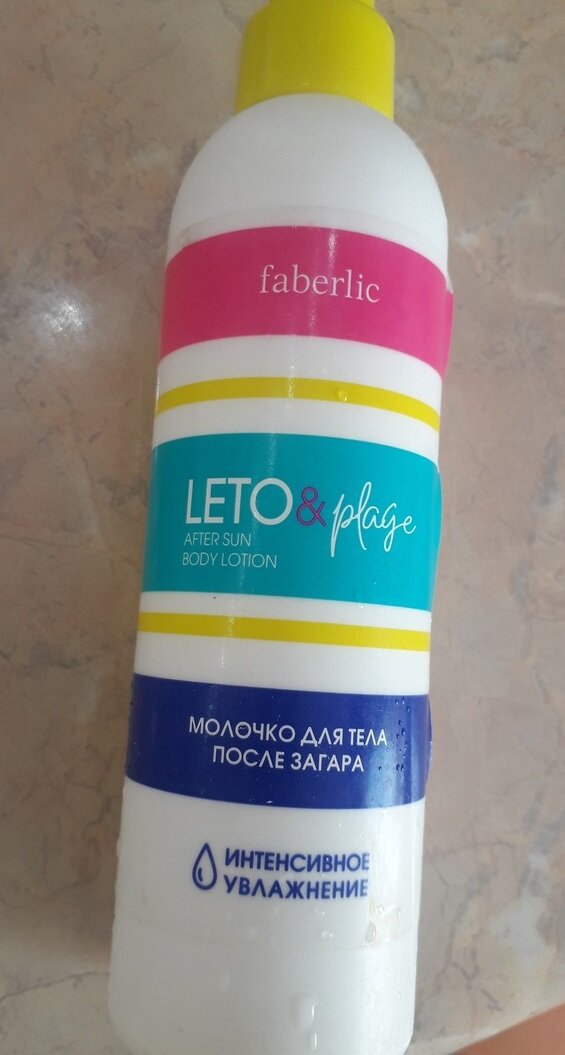 faberlic
LETO & plage
AFTER SUN
BODY LOTION
МОЛОЧКО ДЛЯ ТЕЛА
ПОСЛЕ ЗАГАРА
ИНТЕНСИВНОЕ
УВЛАЖНЕНИЕ